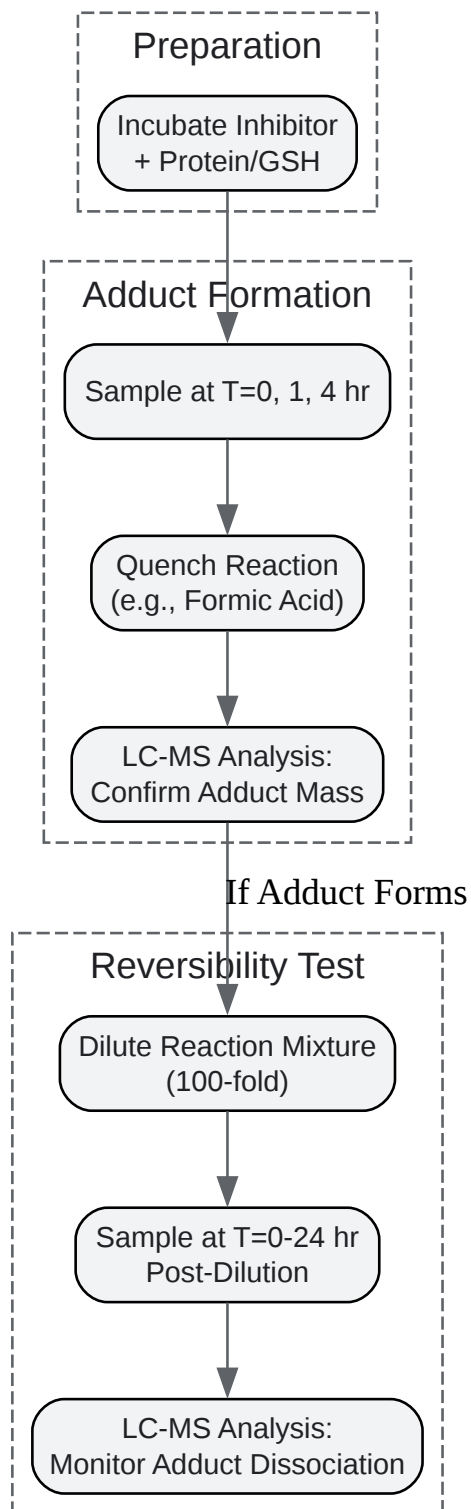 Preparation
Incubate Inhibitor
+ Protein/GSH
Adduct Formation
Sample at T=0, 1, 4 hr
Quench Reaction
(e.g., Formic Acid)
LC-MS Analysis:
Confirm Adduct Mass
If Adduct Forms
Reversibility Test
Dilute Reaction Mixture
(100-fold)
Sample at T=0-24 hr
Post-Dilution
LC-MS Analysis:
Monitor Adduct Dissociation